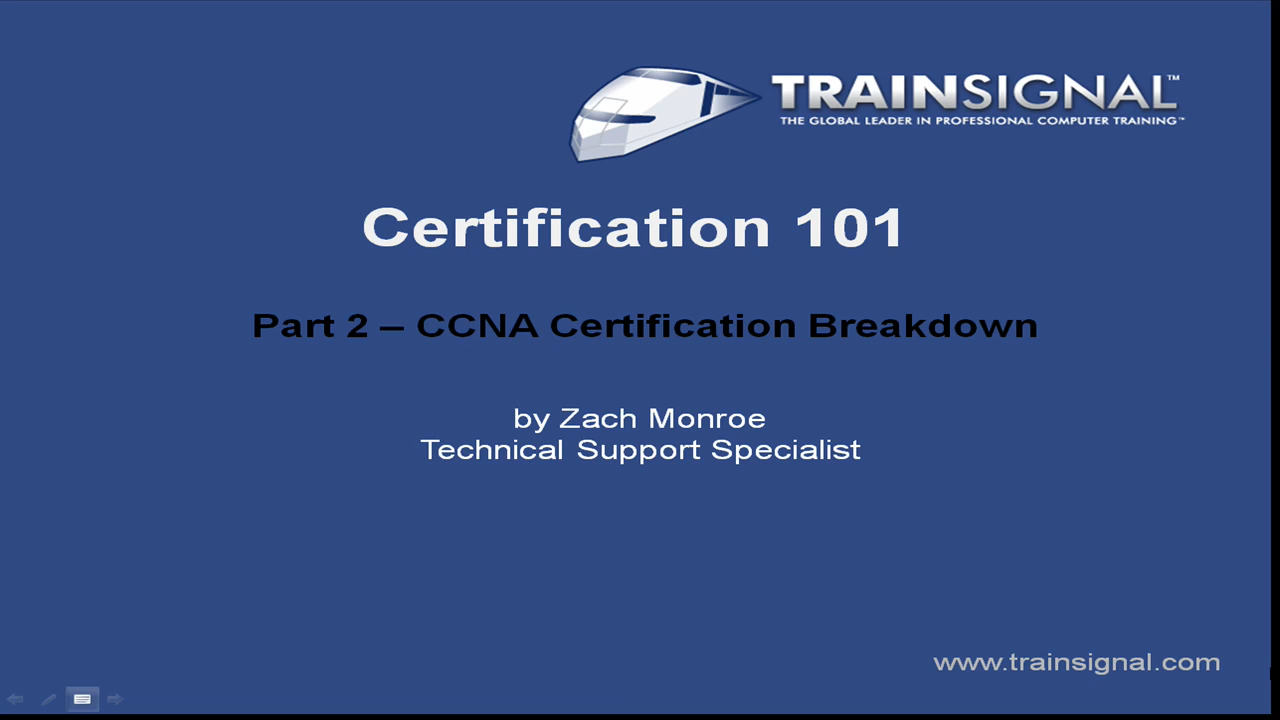 TRAINSIGNAL™
THE GLOBAL LEADER IN PROFESSIONAL COMPUTER TRAINING™
Certification 101
Part 2 – CCNA Certification Breakdown
by Zach Monroe
Technical Support Specialist
www.trainsignal.com